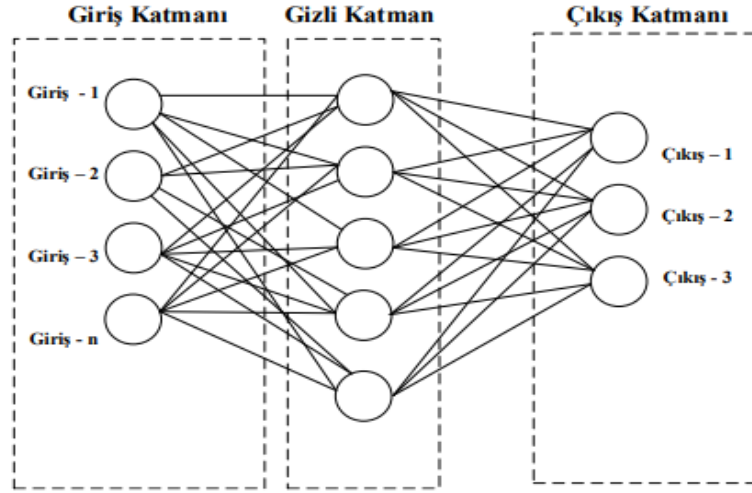 Giriş Katmanı
Gizli Katman
Çıkış Katmanı
Giriş - 1
Giriş – 2
Giriş – 3
Giriş - n
Çıkış – 1
Çıkış – 2
Çıkış - 3